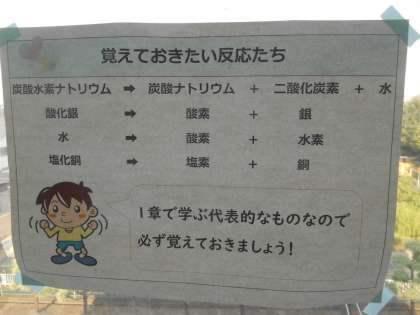 覚えておきたい反応たち
炭酸水素ナトリウム ➡ 炭酸ナトリウム + 二酸化炭素 + 水
酸化銀 ➡ 酸素 + 銀
水 ➡ 酸素 + 水素
塩化銅 ➡ 塩素 + 銅
1章で学ぶ代表的なものなので
必ず覚えておきましょう!